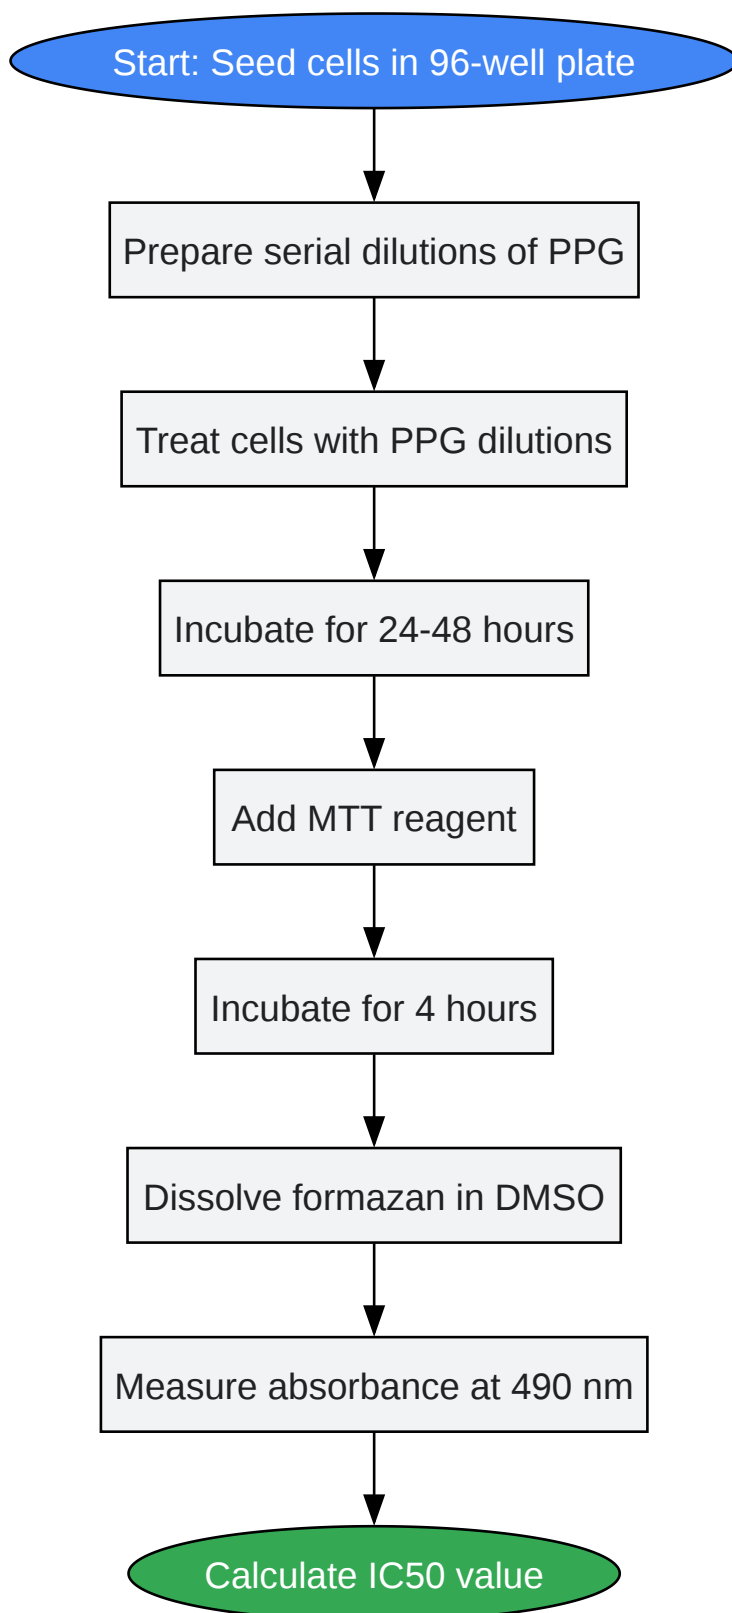 Start: Seed cells in 96-well plate
Prepare serial dilutions of PPG
Treat cells with PPG dilutions
Incubate for 24-48 hours
Add MTT reagent
Incubate for 4 hours
Dissolve formazan in DMSO
Measure absorbance at 490 nm
Calculate IC50 value